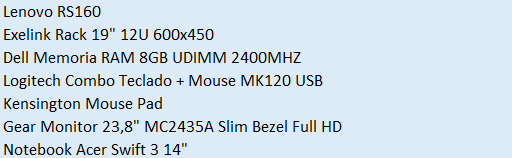 Lenovo RS160
Exelink Rack 19" 12U 600x450
Dell Memoria RAM 8GB UDIMM 2400MHZ
Logitech Combo Teclado + Mouse MK120 USB
Kensington Mouse Pad
Gear Monitor 23,8" MC2435A Slim Bezel Full HD
Notebook Acer Swift 3 14"